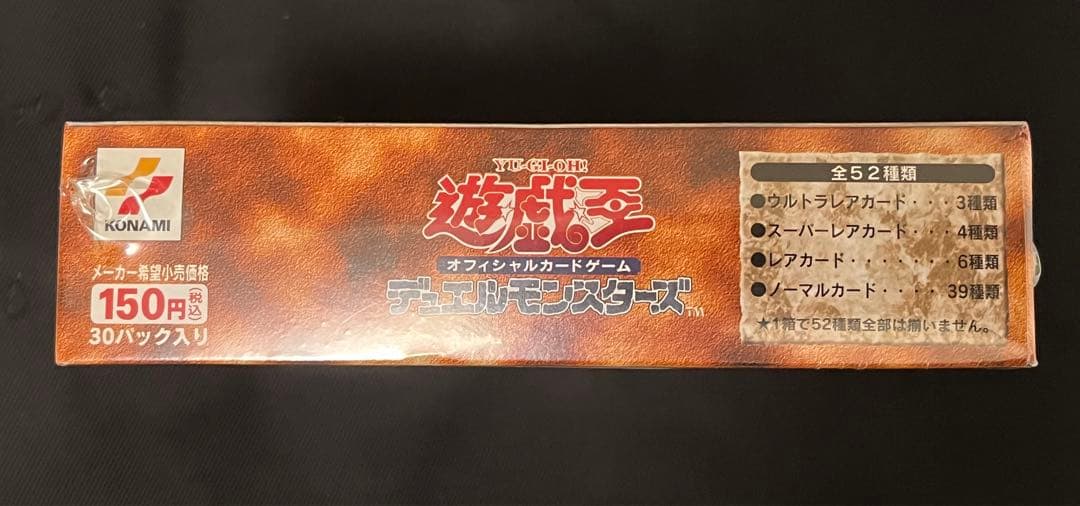 KONAMI
メーカー希望小売価格
150円(税込)
30パック入り
YU-GI-OH!
遊戯王
オフィシャルカードゲーム
デュエルモンスターズ™
全52種類
●ウルトラレアカード・・・3種類
●スーパーレアカード・・・4種類
●レアカード・・・・・・・6種類
●ノーマルカード・・・・39種類
★1箱で52種類全部は揃いません。